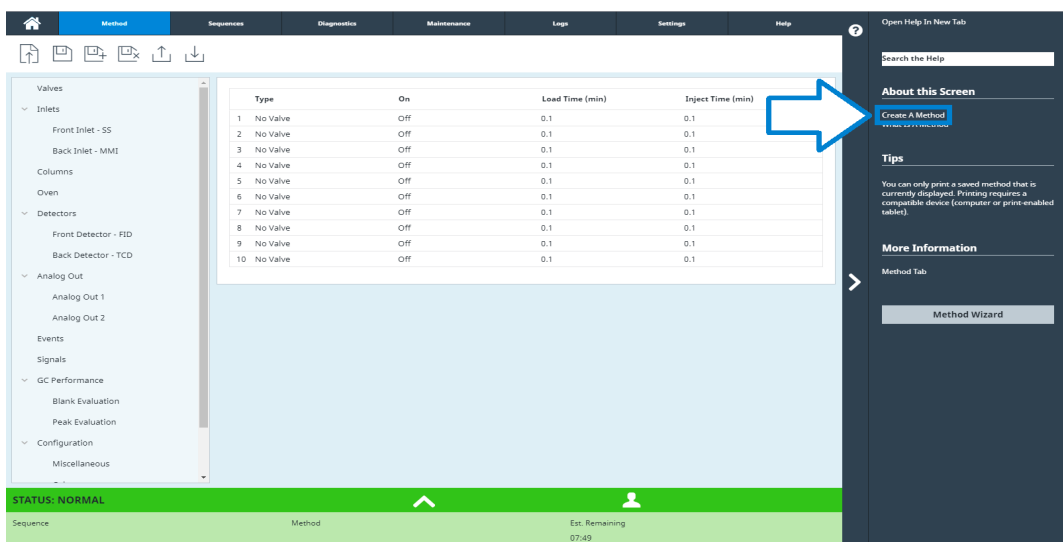 Method Sequences Diagnostics Maintenance Logs Settings Help
?
Open Help In New Tab
Search the Help
Valves
Inlets
Front Inlet - SS
Back Inlet - MMI
Columns
Oven
Detectors
Front Detector - FID
Back Detector - TCD
Analog Out
Analog Out 1
Analog Out 2
Events
Signals
GC Performance
Blank Evaluation
Peak Evaluation
Configuration
Miscellaneous
Type On Load Time (min) Inject Time (min)
1 No Valve Off 0.1 0.1
2 No Valve Off 0.1 0.1
3 No Valve Off 0.1 0.1
4 No Valve Off 0.1 0.1
5 No Valve Off 0.1 0.1
6 No Valve Off 0.1 0.1
7 No Valve Off 0.1 0.1
8 No Valve Off 0.1 0.1
9 No Valve Off 0.1 0.1
10 No Valve Off 0.1 0.1
About this Screen
Create A Method
What Is A Method
Tips
You can only print a saved method that is
currently displayed. Printing requires a
compatible device (computer or print-enabled
tablet).
More Information
Method Tab
Method Wizard
STATUS: NORMAL
Sequence Method Est. Remaining
07:49